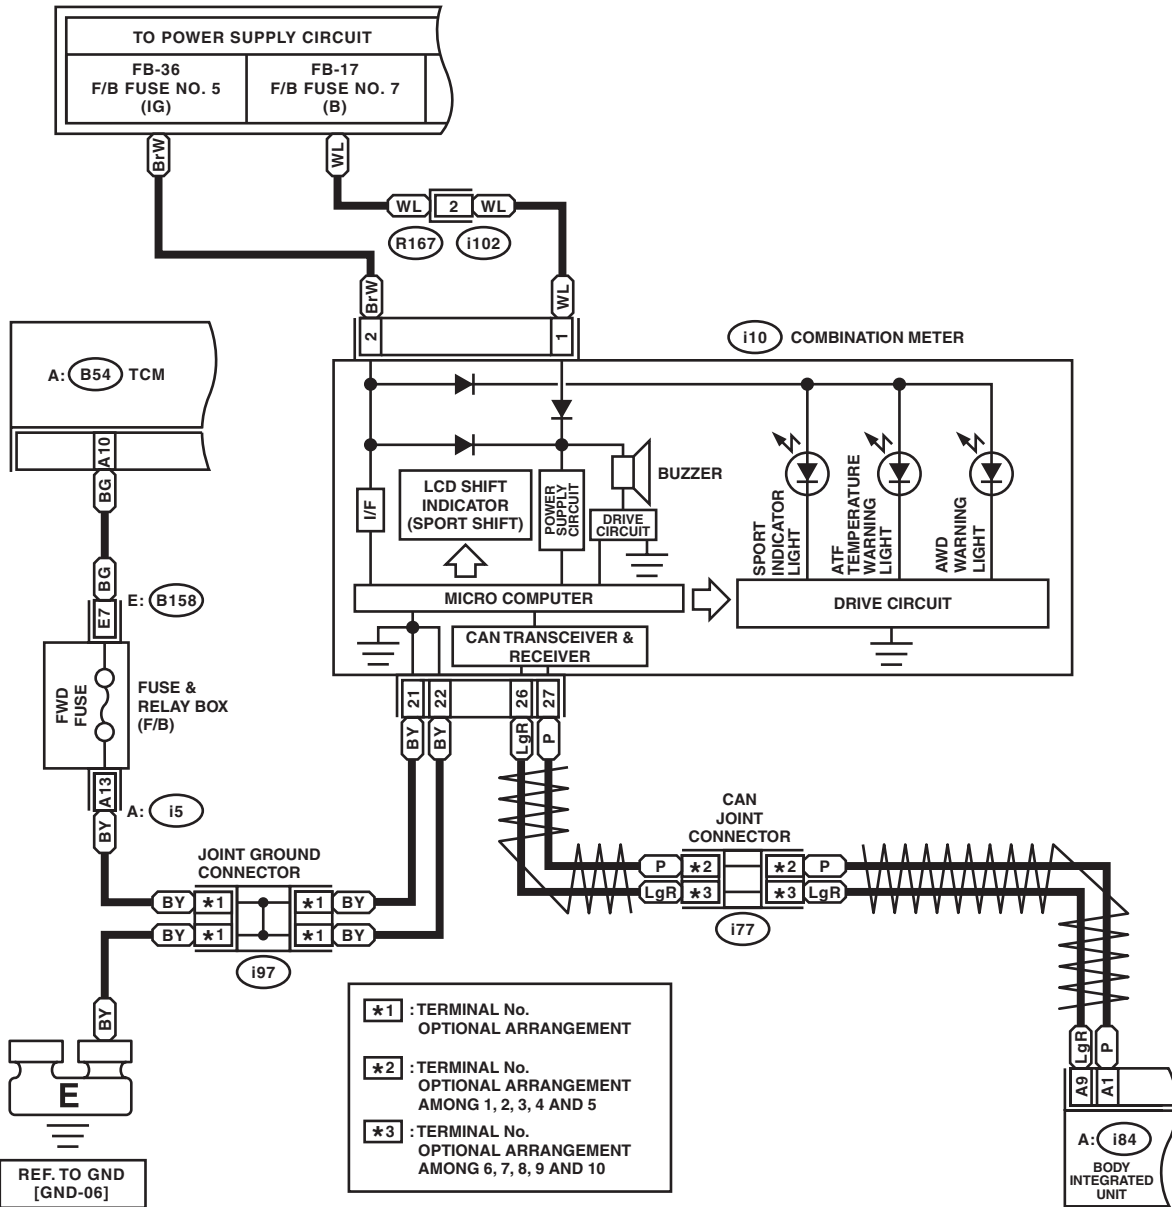 TO POWER SUPPLY CIRCUIT
FB-36
F/B FUSE NO. 5
(IG)
FB-17
F/B FUSE NO. 7
(B)
BrW
WL
WL
2
WL
R167
i102
BrW
WL
2
1
i10
COMBINATION METER
A:
B54
TCM
A10
BG
BG
E7
E:
B158
FWD
FUSE
FUSE &
RELAY BOX
(F/B)
A13
A:
i5
BY
I/F
LCD SHIFT
INDICATOR
(SPORT SHIFT)
POWER
SUPPLY
CIRCUIT
BUZZER
DRIVE
CIRCUIT
SPORT
INDICATOR
LIGHT
ATF
TEMPERATURE
WARNING
LIGHT
AWD
WARNING
LIGHT
MICRO COMPUTER
DRIVE CIRCUIT
CAN TRANSCEIVER &
RECEIVER
21
22
26
27
BY
BY
LgR
P
JOINT GROUND
CONNECTOR
BY
*1
*1
BY
BY
*1
*1
BY
i97
CAN
JOINT
CONNECTOR
P
*2
*2
P
LgR
*3
*3
LgR
i77
BY
E
REF. TO GND
[GND-06]
*1 : TERMINAL No.
OPTIONAL ARRANGEMENT
*2 : TERMINAL No.
OPTIONAL ARRANGEMENT
AMONG 1, 2, 3, 4 AND 5
*3 : TERMINAL No.
OPTIONAL ARRANGEMENT
AMONG 6, 7, 8, 9 AND 10
LgR
P
A9
A1
A:
i84
BODY
INTEGRATED
UNIT